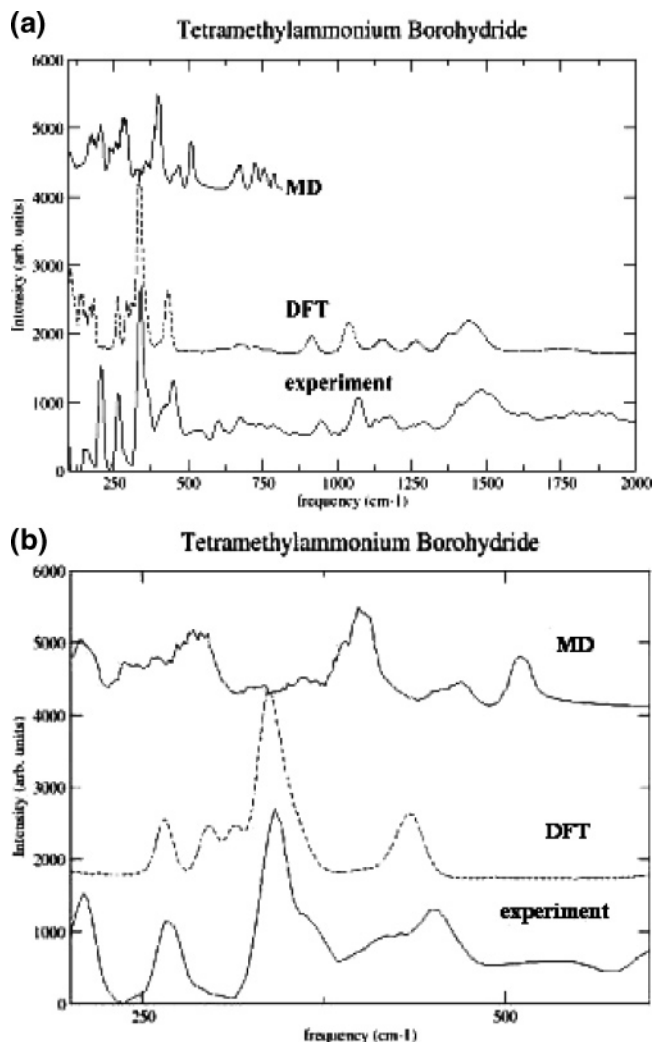 (a)
Tetramethylammonium Borohydride
6000
5000
4000
3000
2000
1000
0
Intensity (arb. units)
MD
DFT
experiment
250
500
750
1000
1250
1500
1750
2000
frequency (cm-1)
(b)
Tetramethylammonium Borohydride
6000
5000
4000
3000
2000
1000
0
Intensity (arb. units)
MD
DFT
experiment
250
500
frequency (cm-1)